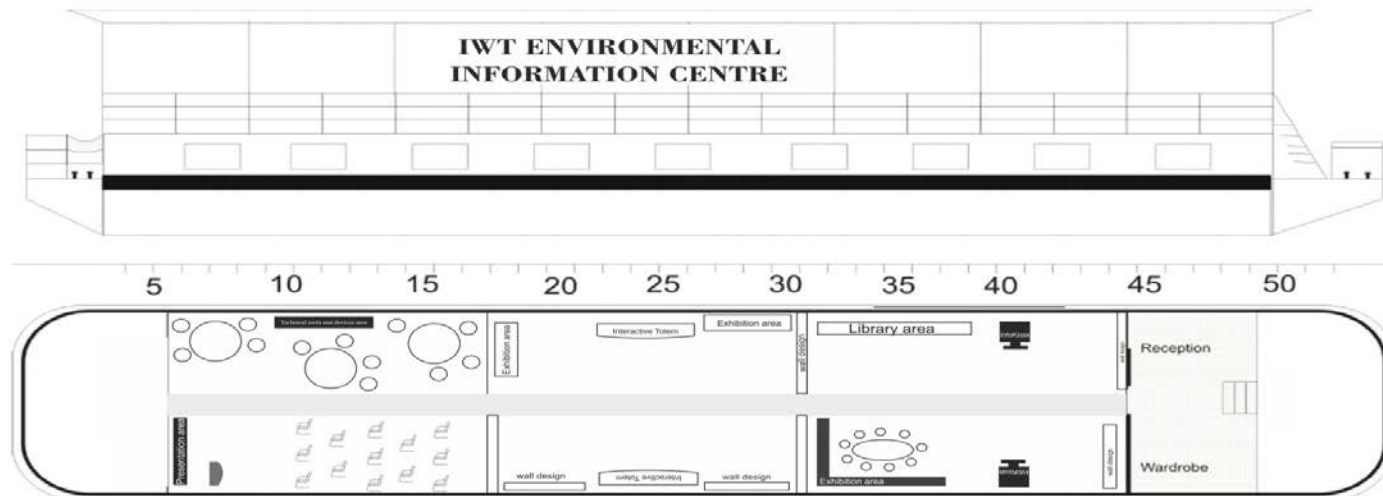 IWT ENVIRONMENTAL
INFORMATION CENTRE
5 10 15 20 25 30 35 40 45 50
Technical tools and devices area
Exhibition area
Interactive Totem
Exhibition area
wall design
Library area
wall design
Reception
Presentation area
wall design
Interactive Totem
wall design
Exhibition area
wall design
Wardrobe